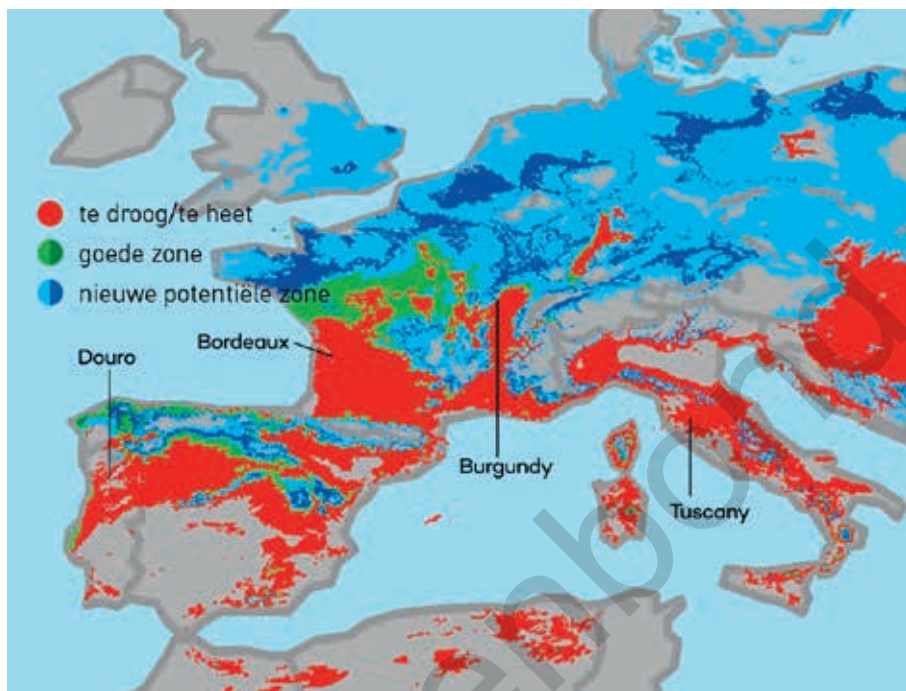 te droog/te heet
goede zone
nieuwe potentiële zone
Bordeaux
Douro
Burgundy
Tuscany